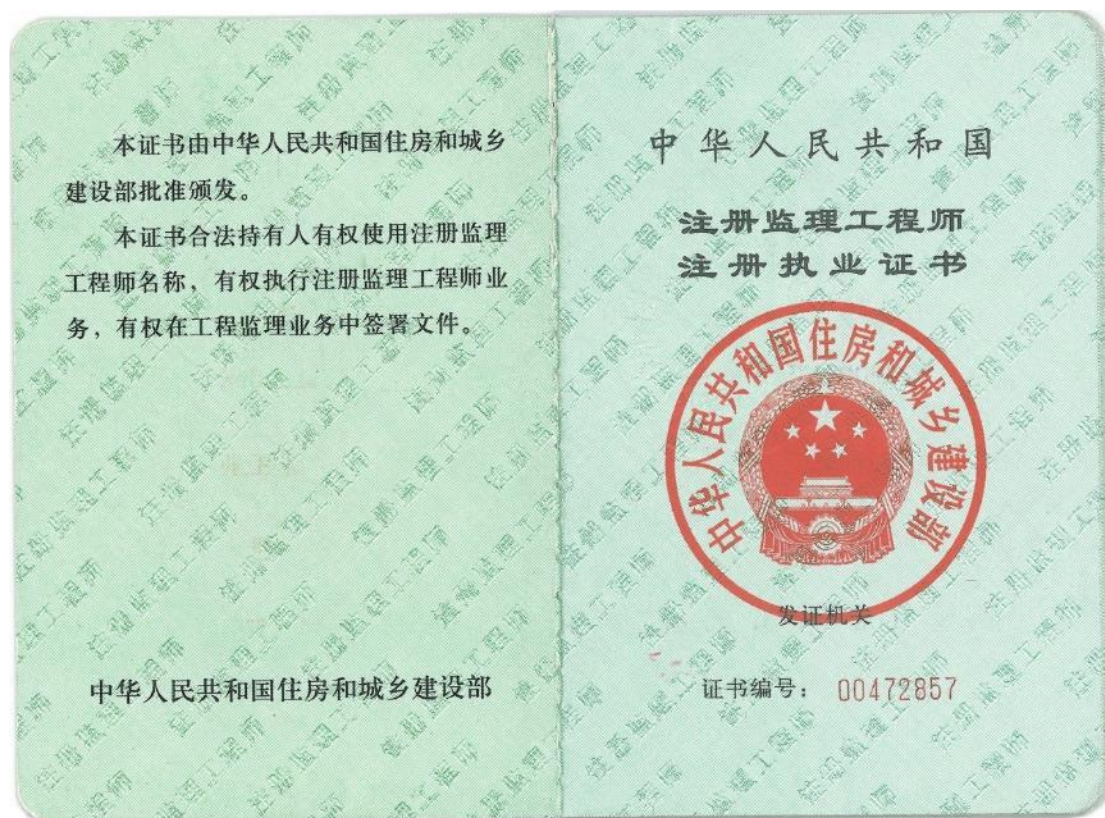 本证书由中华人民共和国住房和城乡
建设部批准颁发。
本证书合法持有人有权使用注册监理
工程师名称，有权执行注册监理工程师业
务，有权在工程监理业务中签署文件。
中华人民共和国住房和城乡建设部
中华人民共和国
注册监理工程师
注册执业证书
中华人民共和国住房和城乡建设部
发证机关
证书编号： 00472857